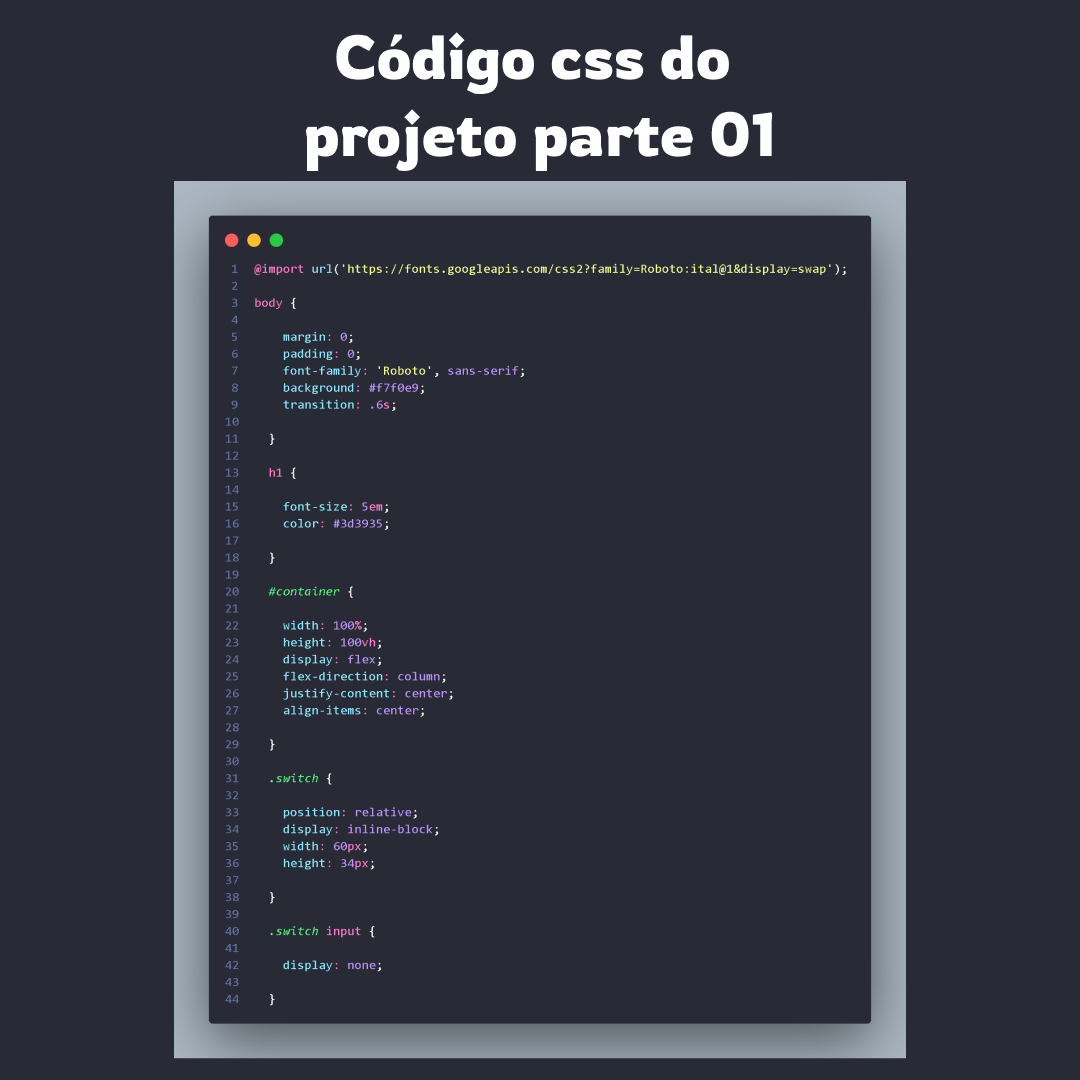 Código css do
projeto parte 01
1 @import url('https://fonts.googleapis.com/css2?family=Roboto:ital@1&display=swap');
2
3 body {
4
5 margin: 0;
6 padding: 0;
7 font-family: 'Roboto', sans-serif;
8 background: #f7f0e9;
9 transition: .6s;
10
11 }
12
13 h1 {
14
15 font-size: 5em;
16 color: #3d3935;
17
18 }
19
20 #container {
21
22 width: 100%;
23 height: 100vh;
24 display: flex;
25 flex-direction: column;
26 justify-content: center;
27 align-items: center;
28
29 }
30
31 .switch {
32
33 position: relative;
34 display: inline-block;
35 width: 60px;
36 height: 34px;
37
38 }
39
40 .switch input {
41
42 display: none;
43
44 }